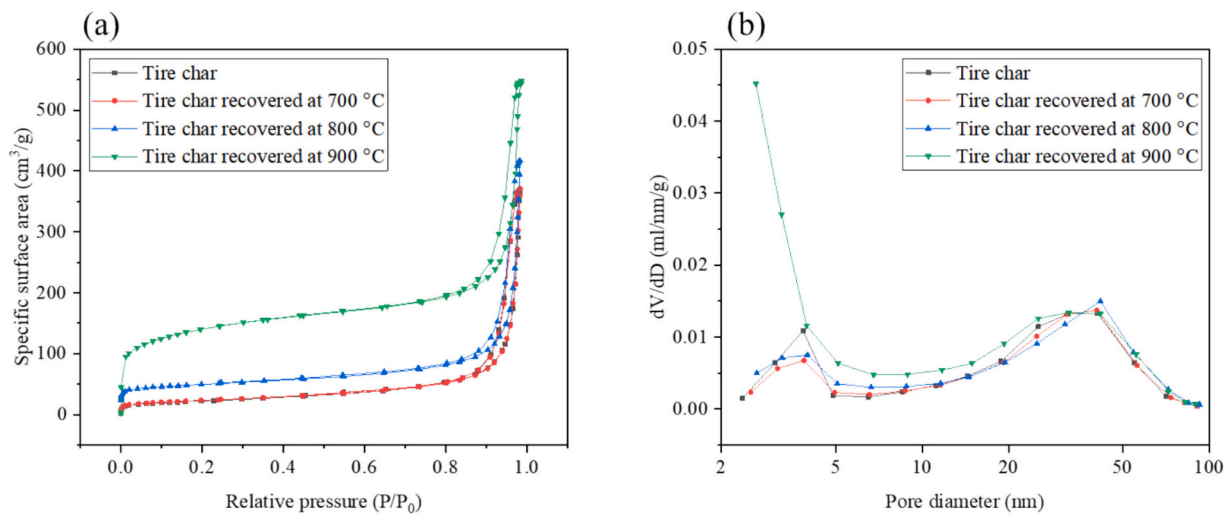 (a)
Specific surface area (cm³/g)
600
500
400
300
200
100
0
Tire char
Tire char recovered at 700 °C
Tire char recovered at 800 °C
Tire char recovered at 900 °C
0.0 0.2 0.4 0.6 0.8 1.0
Relative pressure (P/P₀)
(b)
dV/dD (ml/nm/g)
0.05
0.04
0.03
0.02
0.01
0.00
Tire char
Tire char recovered at 700 °C
Tire char recovered at 800 °C
Tire char recovered at 900 °C
2 5 10 20 50 100
Pore diameter (nm)